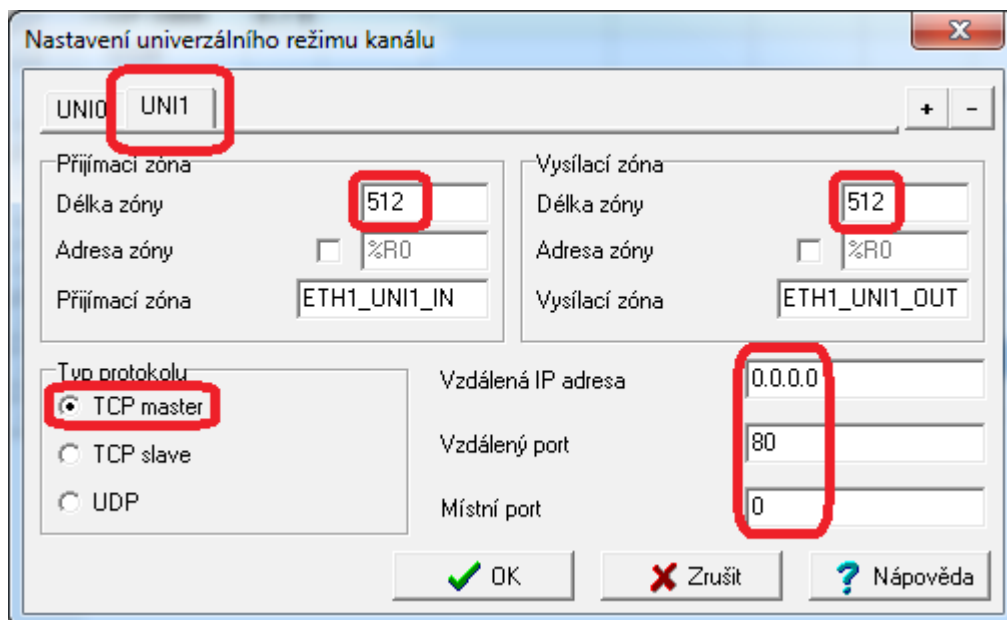 Nastavení univerzálního režimu kanálu
UNI0 UNI1 + -
Přijímací zóna
Délka zóny 512
Adresa zóny %R0
Přijímací zóna ETH1_UNI1_IN
Vysílací zóna
Délka zóny 512
Adresa zóny %R0
Vysílací zóna ETH1_UNI1_OUT
Typ protokolu
TCP master
TCP slave
UDP
Vzdálená IP adresa 0.0.0.0
Vzdálený port 80
Místní port 0
OK Zrušit ? Nápověda